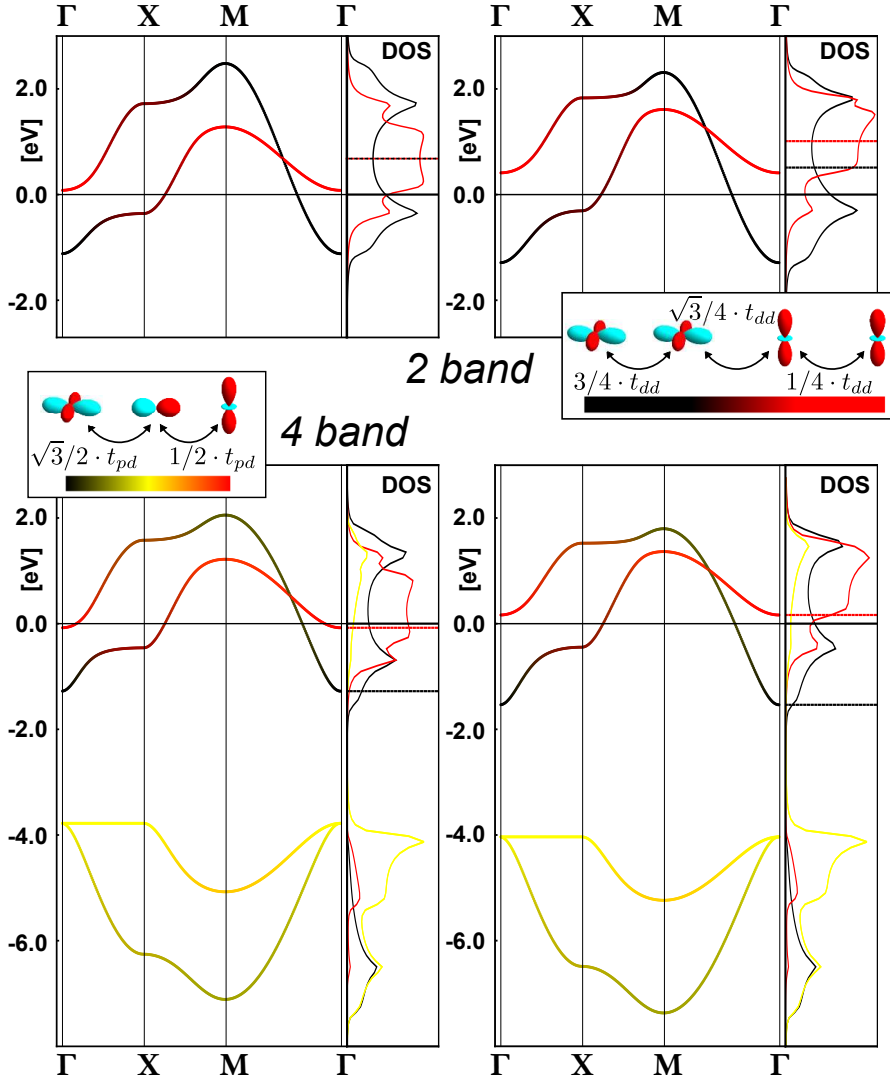 Γ X M Γ Γ X M Γ
DOS DOS
[eV] 2.0 2.0
0.0 0.0
-2.0 -2.0
√3/4 · t_dd
3/4 · t_dd 1/4 · t_dd
2 band
4 band
√3/2 · t_pd 1/2 · t_pd
DOS DOS
[eV] 2.0 [eV] 2.0
0.0 0.0
-2.0 -2.0
-4.0 -4.0
-6.0 -6.0
Γ X M Γ Γ X M Γ
[eV]